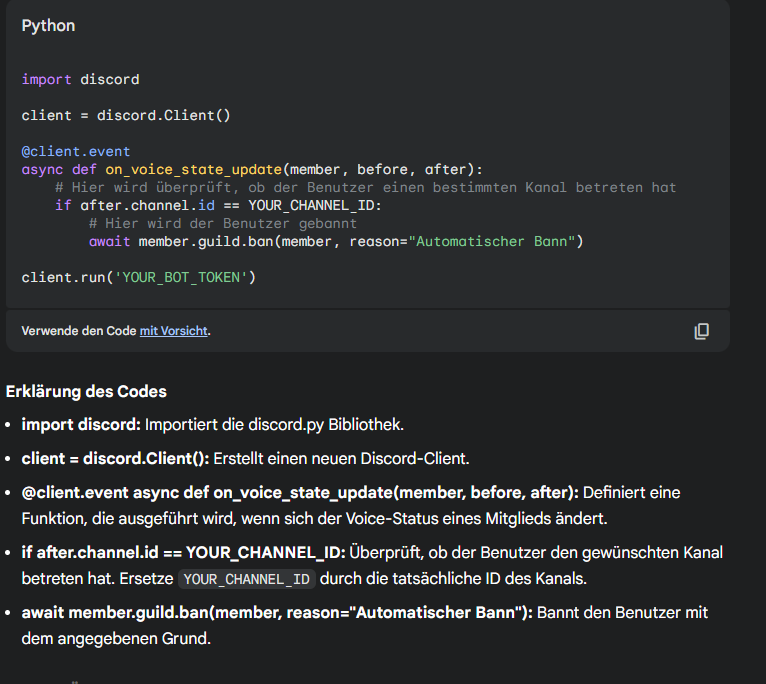 Python
import discord
client = discord.Client()
@client.event
async def on_voice_state_update(member, before, after):
    # Hier wird überprüft, ob der Benutzer einen bestimmten Kanal betreten hat
    if after.channel.id == YOUR_CHANNEL_ID:
        # Hier wird der Benutzer gebannt
        await member.guild.ban(member, reason="Automatischer Bann")
client.run('YOUR_BOT_TOKEN')
Verwende den Code mit Vorsicht.
Erklärung des Codes
• import discord: Importiert die discord.py Bibliothek.
• client = discord.Client(): Erstellt einen neuen Discord-Client.
• @client.event async def on_voice_state_update(member, before, after): Definiert eine
Funktion, die ausgeführt wird, wenn sich der Voice-Status eines Mitglieds ändert.
• if after.channel.id == YOUR_CHANNEL_ID: Überprüft, ob der Benutzer den gewünschten Kanal
betreten hat. Ersetze YOUR_CHANNEL_ID durch die tatsächliche ID des Kanals.
• await member.guild.ban(member, reason="Automatischer Bann"): Bannt den Benutzer mit
dem angegebenen Grund.